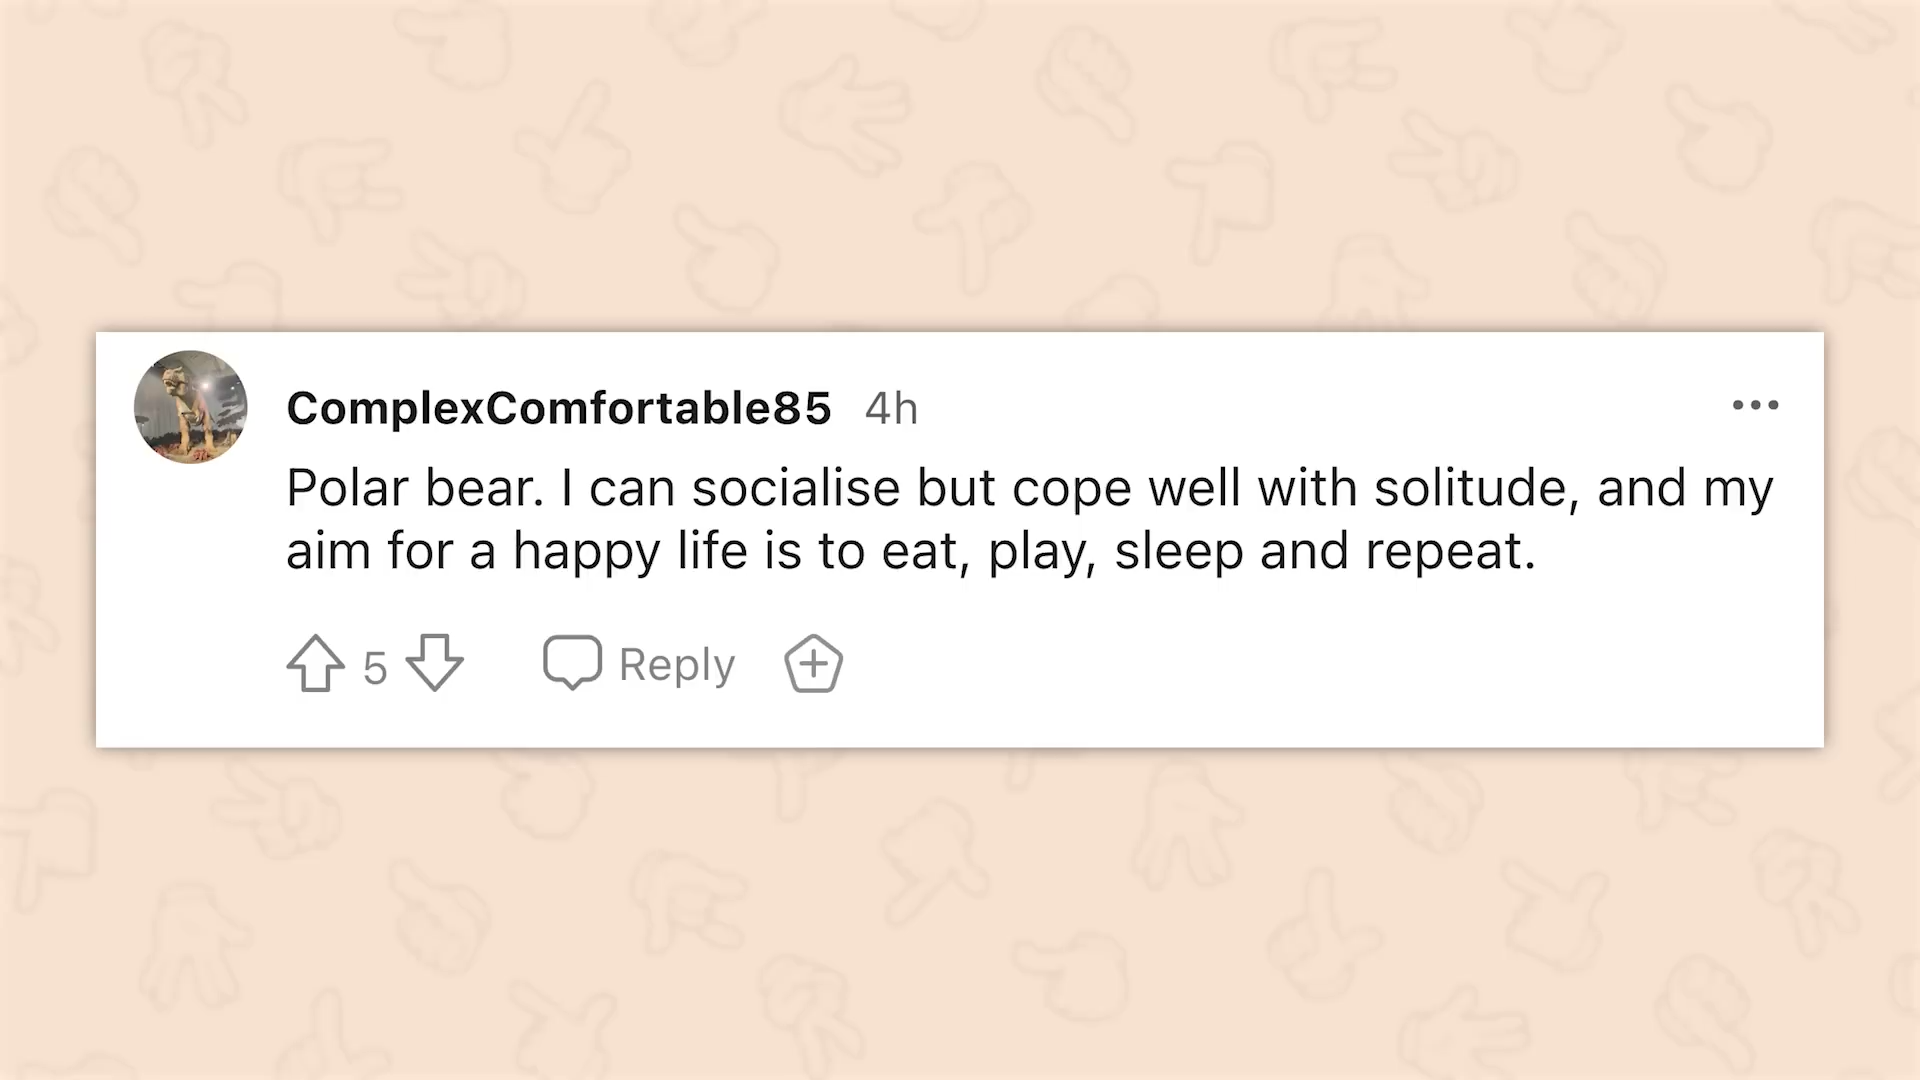 ComplexComfortable85 4h
Polar bear. I can socialise but cope well with solitude, and my
aim for a happy life is to eat, play, sleep and repeat.
5 Reply